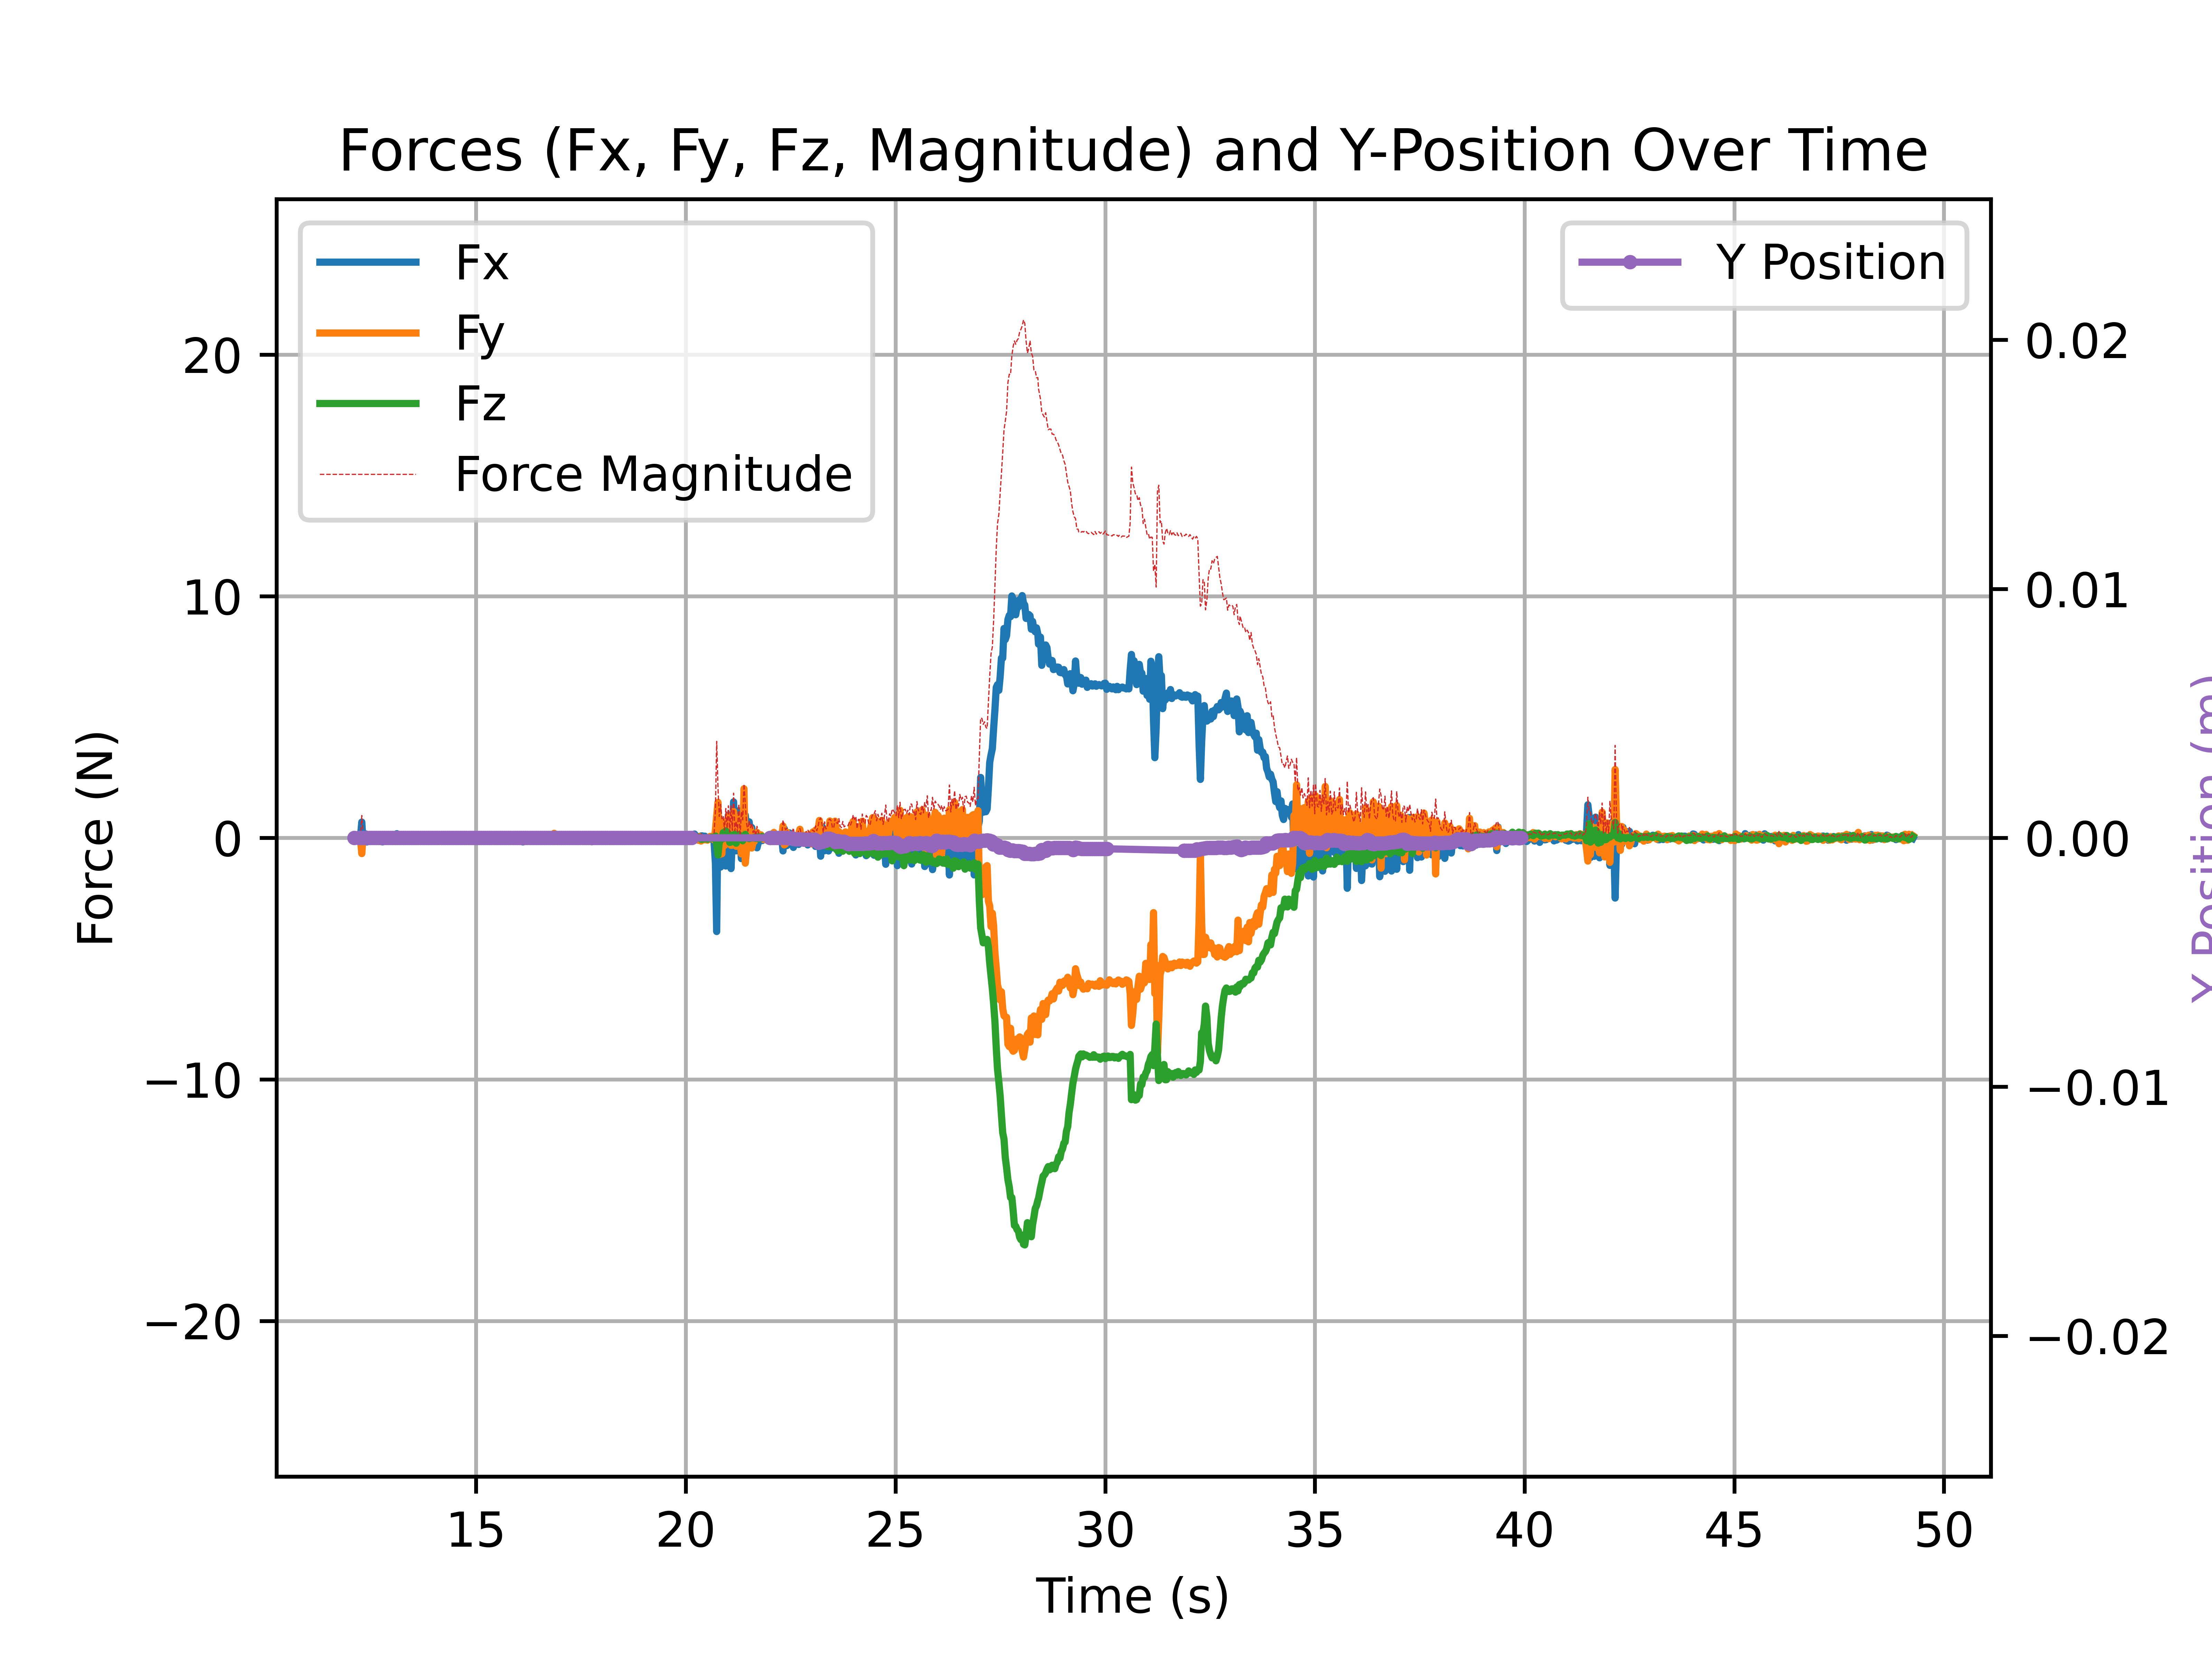 Forces (Fx, Fy, Fz, Magnitude) and Y-Position Over Time
Fx
Fy
Fz
Force Magnitude
Y Position
20
10
0
−10
−20
Force (N)
0.02
0.01
0.00
−0.01
−0.02
Y Position (m)
15
20
25
30
35
40
45
50
Time (s)